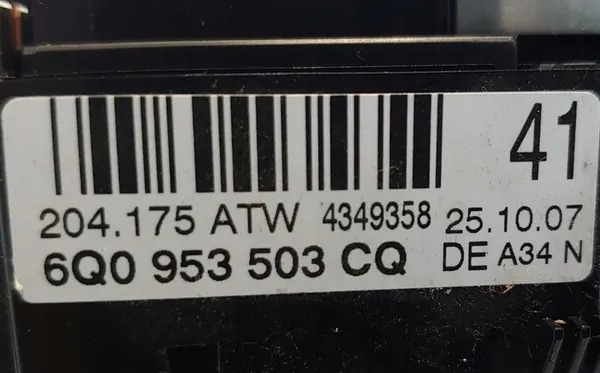 41
204.175 ATW 4349358 25.10.07
6Q0 953 503 CQ DE A34 N